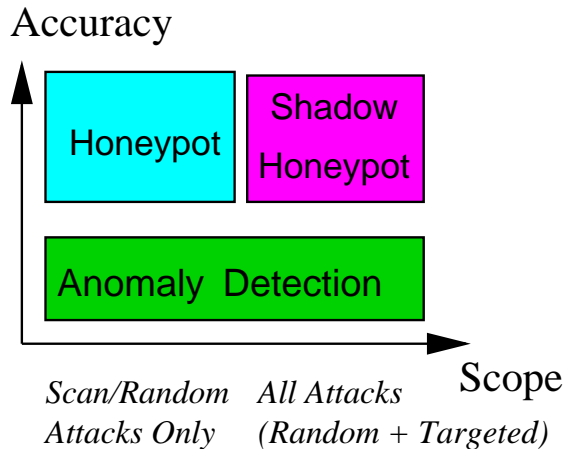 Accuracy
Honeypot
Shadow
Honeypot
Anomaly Detection
Scope
Scan/Random
Attacks Only
All Attacks
(Random + Targeted)